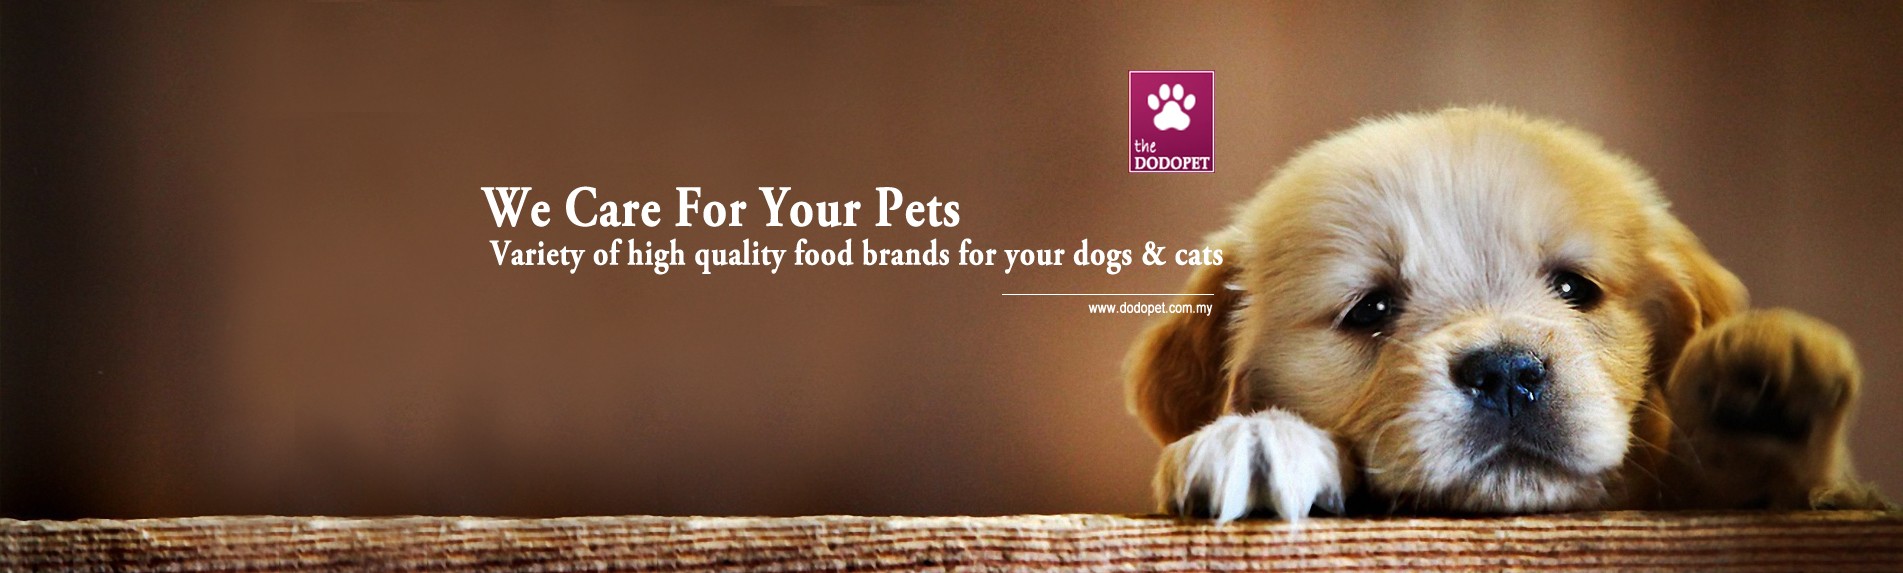 the
DODOPET
We Care For Your Pets
Variety of high quality food brands for your dogs & cats
www.dodopet.com.my